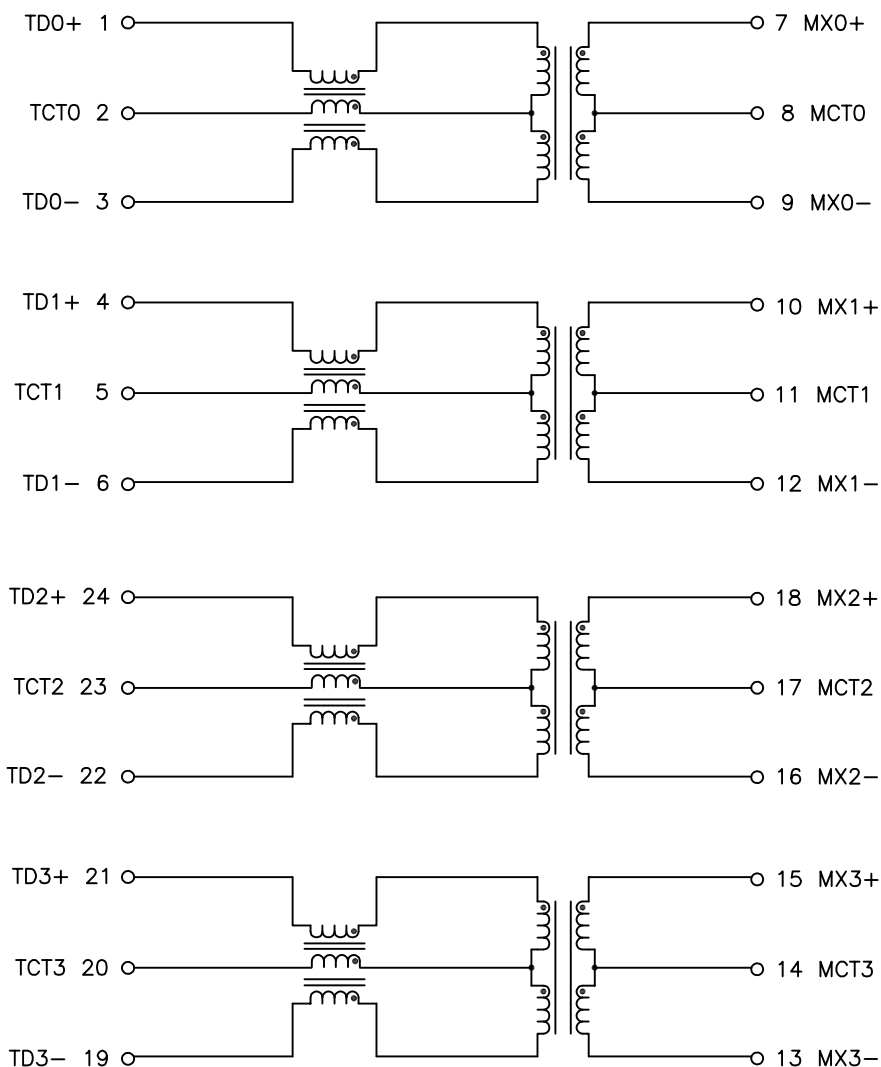 TD0+ 1 7 MX0+
TCT0 2 8 MCT0
TD0− 3 9 MX0−
TD1+ 4 10 MX1+
TCT1 5 11 MCT1
TD1− 6 12 MX1−
TD2+ 24 18 MX2+
TCT2 23 17 MCT2
TD2− 22 16 MX2−
TD3+ 21 15 MX3+
TCT3 20 14 MCT3
TD3− 19 13 MX3−